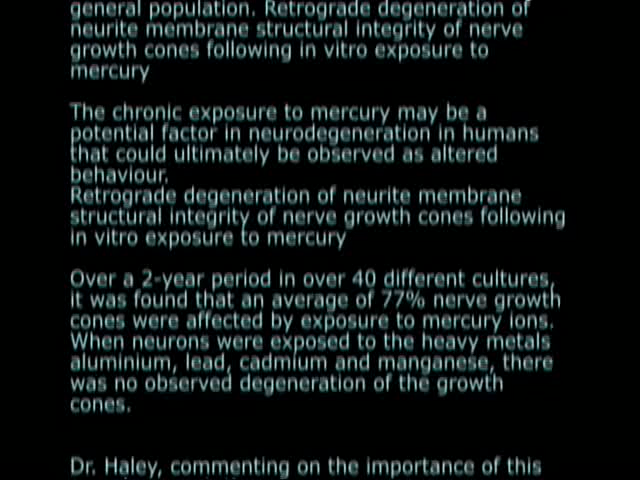 general population. Retrograde degeneration of
neurite membrane structural integrity of nerve
growth cones following in vitro exposure to
mercury
The chronic exposure to mercury may be a
potential factor in neurodegeneration in humans
that could ultimately be observed as altered
behaviour.
Retrograde degeneration of neurite membrane
structural integrity of nerve growth cones following
in vitro exposure to mercury
Over a 2-year period in over 40 different cultures,
it was found that an average of 77% nerve growth
cones were affected by exposure to mercury ions.
When neurons were exposed to the heavy metals
aluminium, lead, cadmium and manganese, there
was no observed degeneration of the growth
cones.
Dr. Haley, commenting on the importance of this